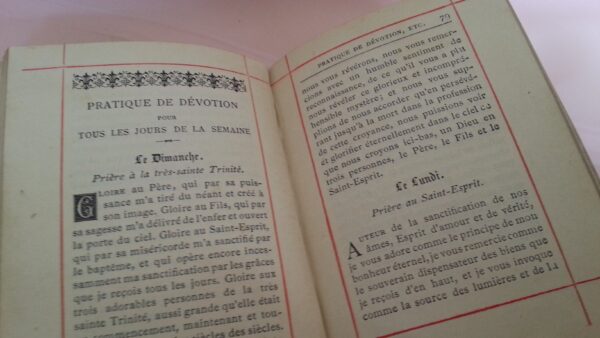 PRATIQUE DE DÉVOTION
POUR
TOUS LES JOURS DE LA SEMAINE
Le Dimanche.
Prière à la très-sainte Trinité.
GLOIRE au Père, qui par sa puis-
sance m'a tiré du néant et créé à
son image. Gloire au Fils, qui par
sa sagesse m'a délivré de l'enfer et ouvert
la porte du ciel. Gloire au Saint-Esprit,
qui par sa miséricorde m'a sanctifié par
le baptême, et qui opère encore inces-
samment ma sanctification par les grâces
que je reçois tous les jours. Gloire aux
trois adorables personnes de la très
sainte Trinité, aussi grande qu'elle était
commencement, maintenant et tou-
siècles des siècles.
PRATIQUE DE DÉVOTION, ETC. 79
nous vous révérons, nous vous remer-
cions avec un humble sentiment de
reconnaissance, de ce qu'il vous a plu
nous révéler ce glorieux et incompré-
hensible mystère; et nous vous sup-
plions de nous accorder qu'en persévé-
rant jusqu'à la mort dans la profession
de cette croyance, nous puissions voir
et glorifier éternellement dans le ciel ce
que nous croyons ici-bas, un Dieu en
trois personnes, le Père, le Fils et le
Saint-Esprit.
Le Lundi.
Prière au Saint-Esprit.
AUTEUR de la sanctification de nos
âmes, Esprit d'amour et de vérité,
je vous adore comme le principe de mon
bonheur éternel, je vous remercie comme
le souverain dispensateur des biens que
je reçois d'en haut, et je vous invoque
comme la source des lumières et de la